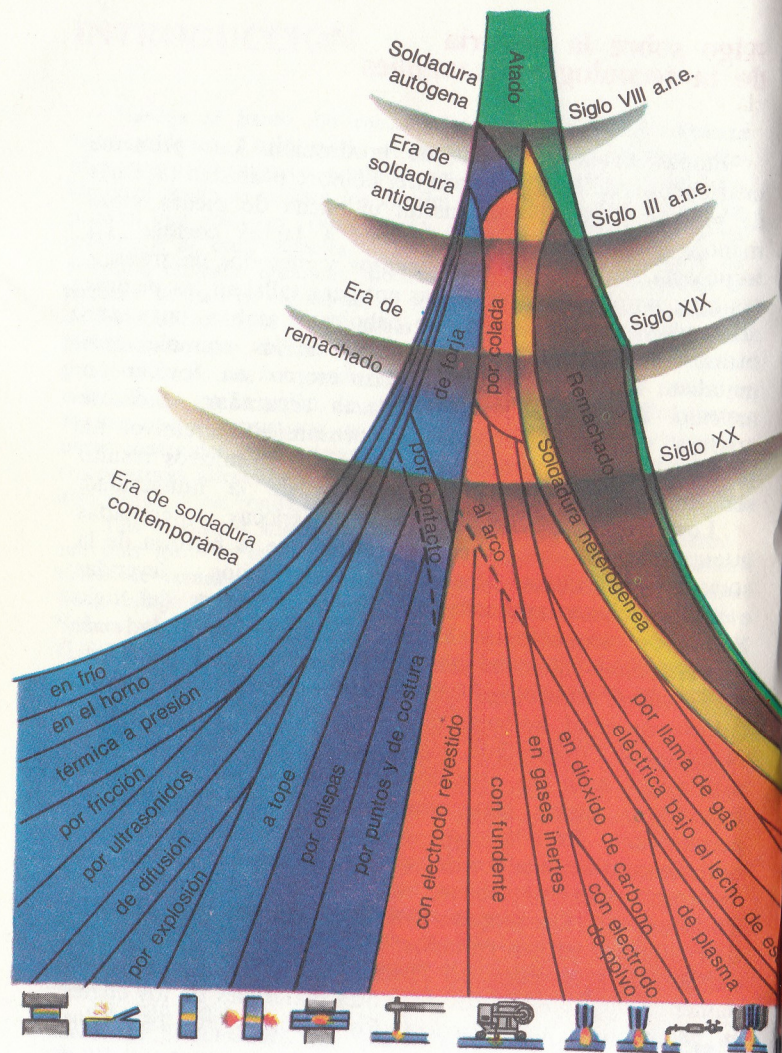 Soldadura
autógena
Atado
Siglo VIII a.n.e.
Era de
soldadura
antigua
Siglo III a.n.e.
Era de
remachado
Siglo XIX
de forja
por colada
Remachado
Era de soldadura
contemporánea
Siglo XX
por contacto
al arco
Soldadura heterogénea
en frío
en el horno
térmica a presión
por fricción
por ultrasonidos
de difusión
por explosión
a tope
por chispas
por puntos y de costura
con electrodo revestido
con fundente
en gases inertes
en dióxido de carbono
con electrodo
de polvo
por llama de gas
eléctrica bajo el lecho de es
de plasma